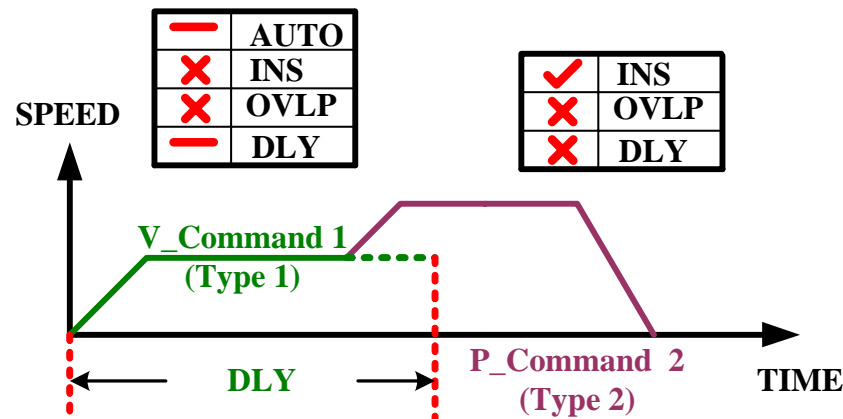 AUTO
INS
OVLP
DLY
INS
OVLP
DLY
SPEED
V_Command 1
(Type 1)
DLY
P_Command 2
(Type 2)
TIME